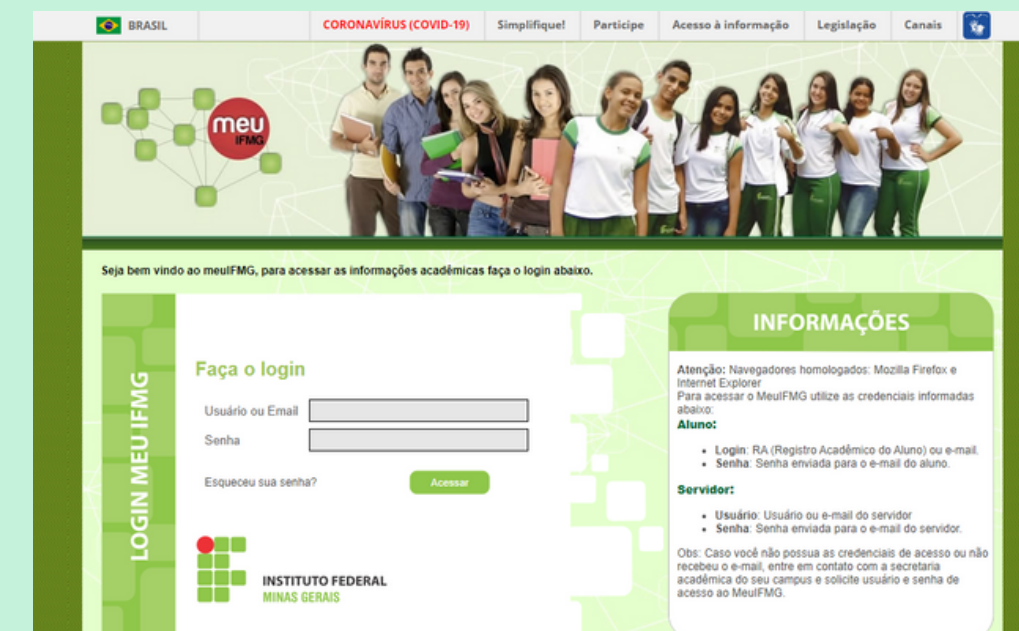 BRASIL CORONAVÍRUS (COVID-19) Simplifique! Participe Acesso à informação Legislação Canais
meu
IFMG
Seja bem vindo ao meuIFMG, para acessar as informações acadêmicas faça o login abaixo.
LOGIN MEU IFMG
Faça o login
Usuário ou Email
Senha
Esqueceu sua senha? Acessar
INSTITUTO FEDERAL
MINAS GERAIS
INFORMAÇÕES
Atenção: Navegadores homologados: Mozilla Firefox e
Internet Explorer
Para acessar o MeuIFMG utilize as credenciais informadas
abaixo:
Aluno:
• Login: RA (Registro Acadêmico do Aluno) ou e-mail.
• Senha: Senha enviada para o e-mail do aluno.
Servidor:
• Usuário: Usuário ou e-mail do servidor
• Senha: Senha enviada para o e-mail do servidor.
Obs: Caso você não possua as credenciais de acesso ou não
recebeu o e-mail, entre em contato com a secretaria
acadêmica do seu campus e solicite usuário e senha de
acesso ao MeuIFMG.